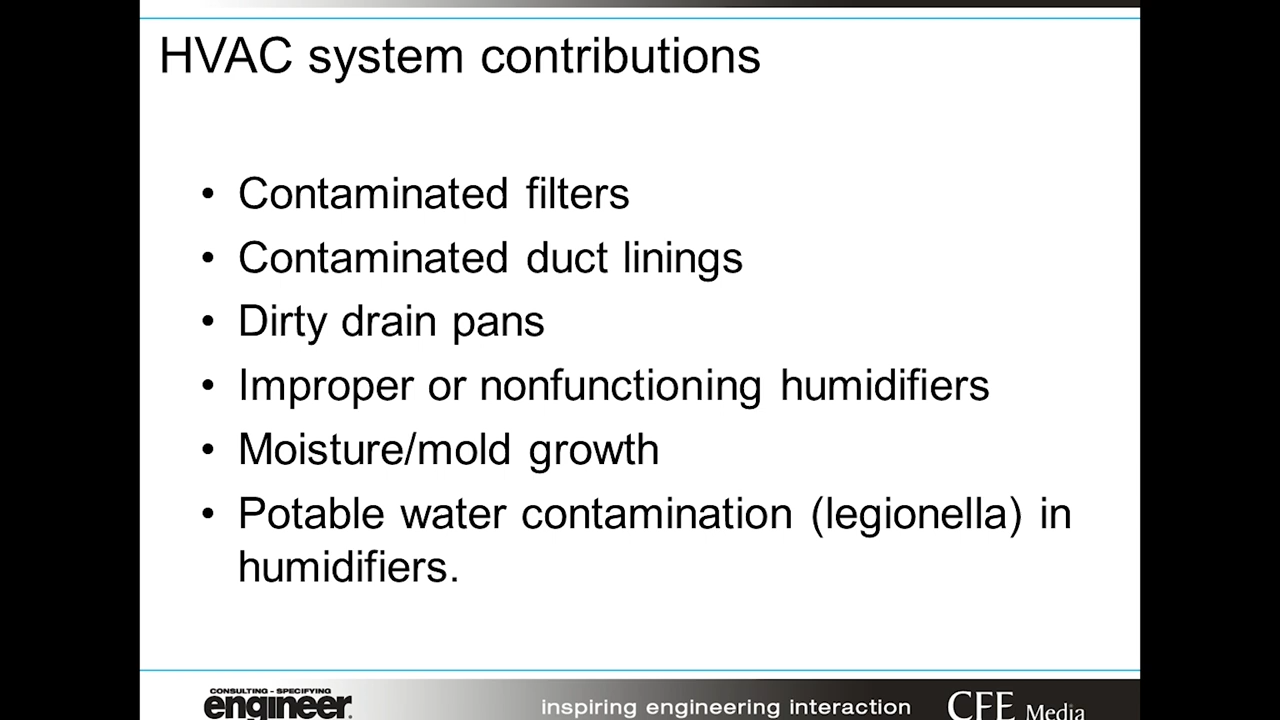 HVAC system contributions
• Contaminated filters
• Contaminated duct linings
• Dirty drain pans
• Improper or nonfunctioning humidifiers
• Moisture/mold growth
• Potable water contamination (legionella) in
humidifiers.
CONSULTING - SPECIFYING
engineer.
inspiring engineering interaction
CFE Media